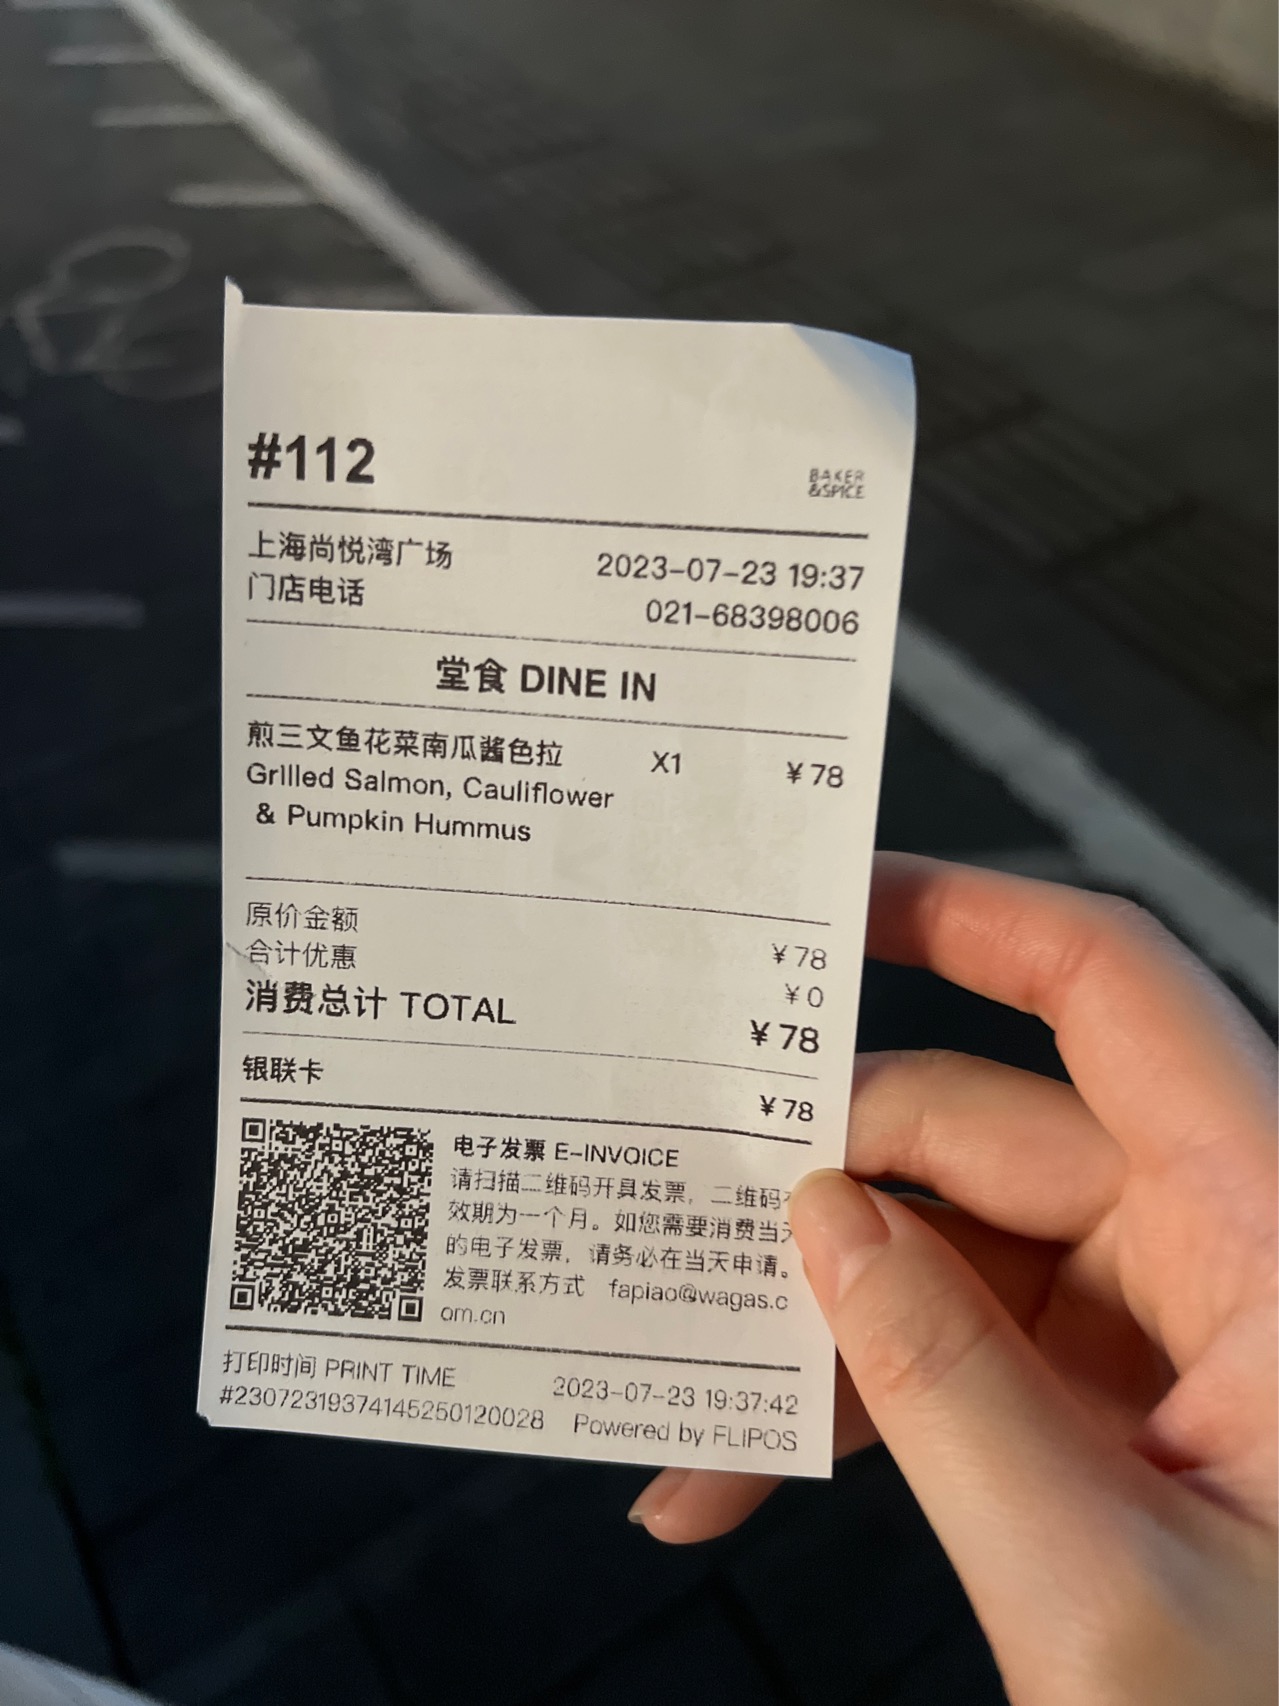 #112
BAKER
&SPICE
上海尚悦湾广场 2023-07-23 19:37
门店电话 021-68398006
堂食 DINE IN
煎三文鱼花菜南瓜酱色拉 X1 ¥78
Grilled Salmon, Cauliflower
& Pumpkin Hummus
原价金额 ¥78
合计优惠 ¥0
消费总计 TOTAL ¥78
银联卡 ¥78
电子发票 E-INVOICE
请扫描二维码开具发票，二维码有
效期为一个月。如您需要消费当天
的电子发票，请务必在当天申请。
发票联系方式 fapiao@wagas.c
om.cn
打印时间 PRINT TIME 2023-07-23 19:37:42
#23072319374145250120028 Powered by FLIPOS